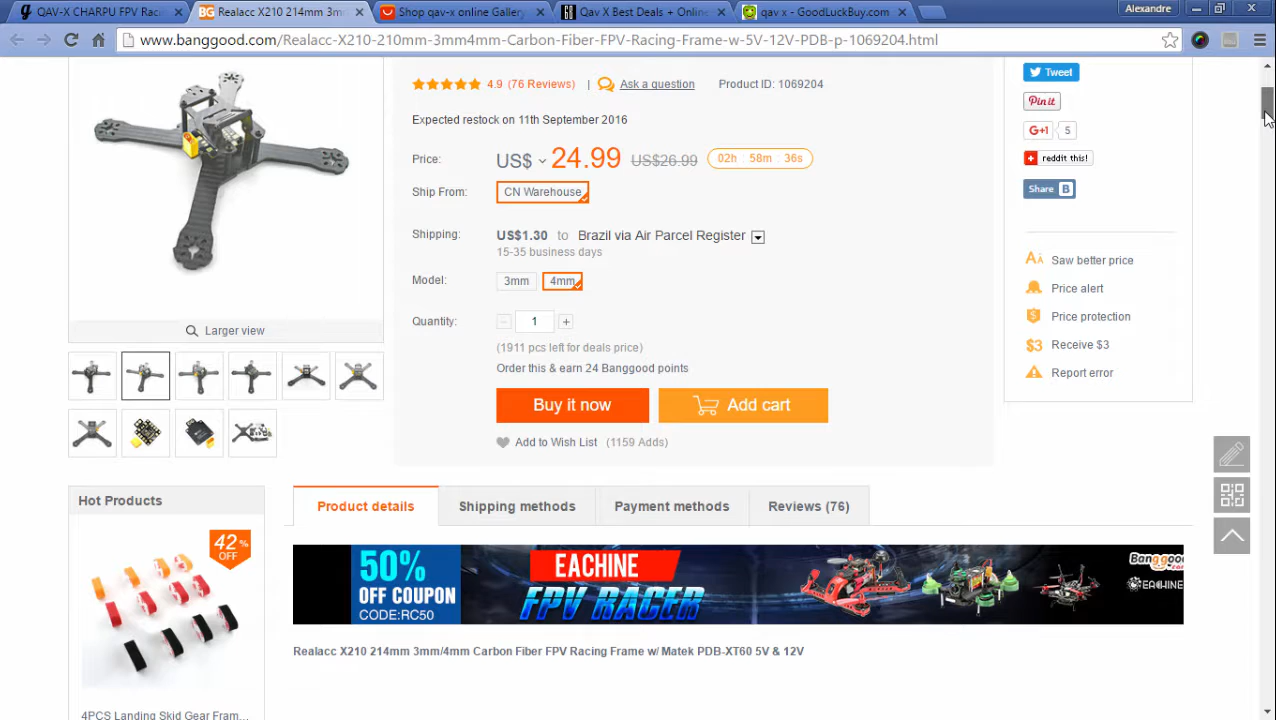 QAV-X CHARPU FPV Racin
Realacc X210 214mm 3mm
Shop qav-x online Gallery
Qav X Best Deals + Online
qav x - GoodLuckBuy.com
Alexandre
www.banggood.com/Realacc-X210-210mm-3mm4mm-Carbon-Fiber-FPV-Racing-Frame-w-5V-12V-PDB-p-1069204.html
4.9 (76 Reviews) | Ask a question Product ID: 1069204
Expected restock on 11th September 2016
Price: US$ 24.99 US$26.99 02h 58m 36s
Ship From: CN Warehouse
Shipping: US$1.30 to Brazil via Air Parcel Register
15-35 business days
Model: 3mm 4mm
Quantity: - 1 +
(1911 pcs left for deals price)
Order this & earn 24 Banggood points
Buy it now Add cart
Add to Wish List (1159 Adds)
Larger view
Tweet
Pin it
G+1 5
reddit this!
Share B
Saw better price
Price alert
Price protection
$3 Receive $3
Report error
Hot Products
42% OFF
4PCS Landing Skid Gear Fram...
Product details Shipping methods Payment methods Reviews (76)
50%
OFF COUPON
CODE:RC50
EACHINE
FPV RACER
Banggood.com
EACHINE
Realacc X210 214mm 3mm/4mm Carbon Fiber FPV Racing Frame w/ Matek PDB-XT60 5V & 12V